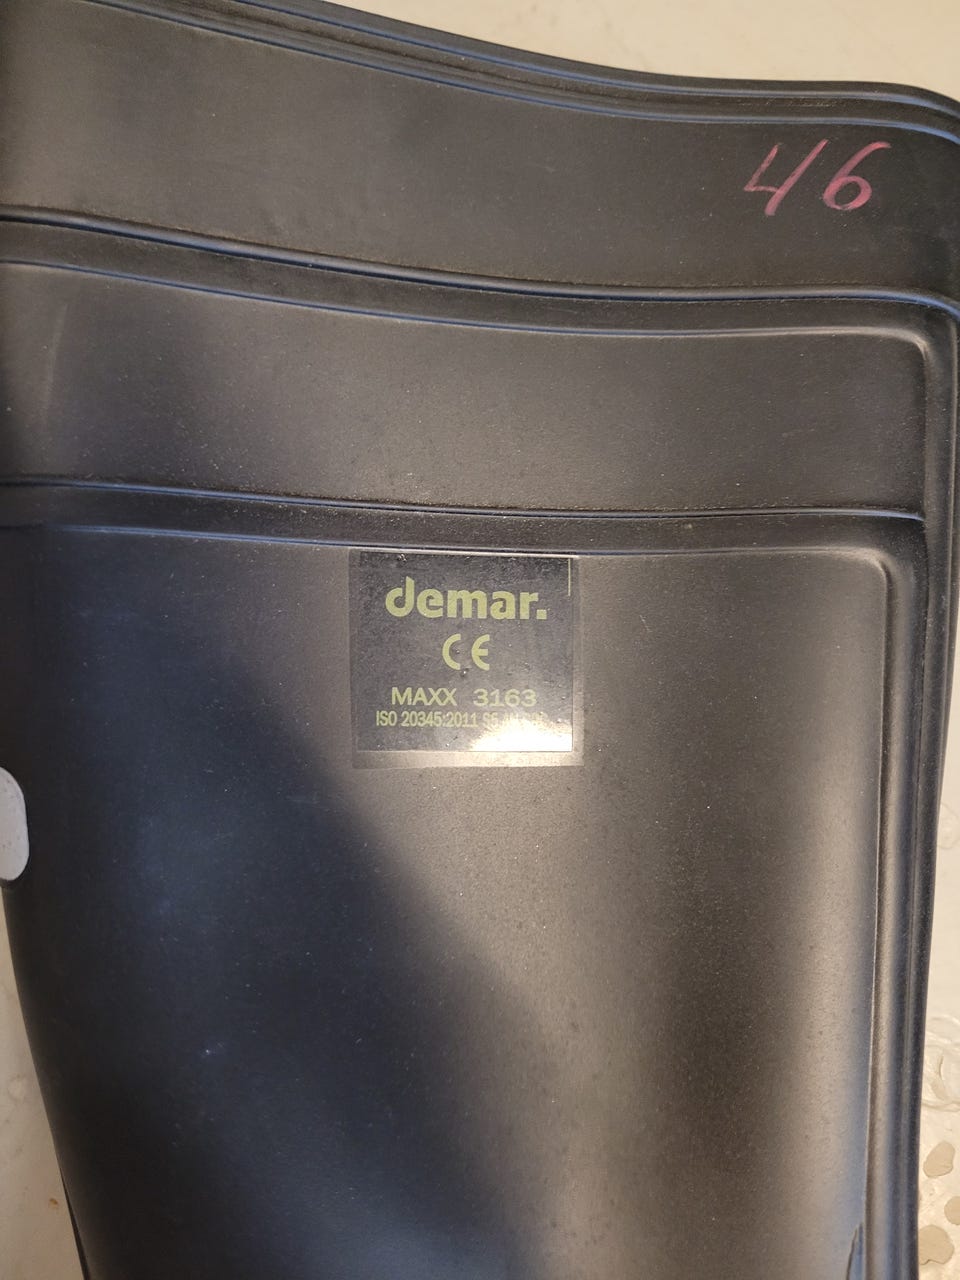 46
demar.
CE
MAXX 3163
ISO 20345:2011 S5